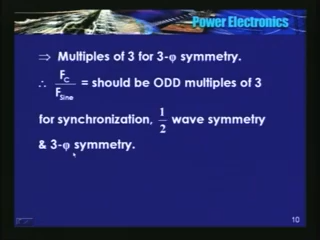 Power Electronics
⇒ Multiples of 3 for 3-φ symmetry.
∴ F_C / F_Sine = should be ODD multiples of 3
for synchronization, 1/2 wave symmetry
& 3-φ symmetry.
10